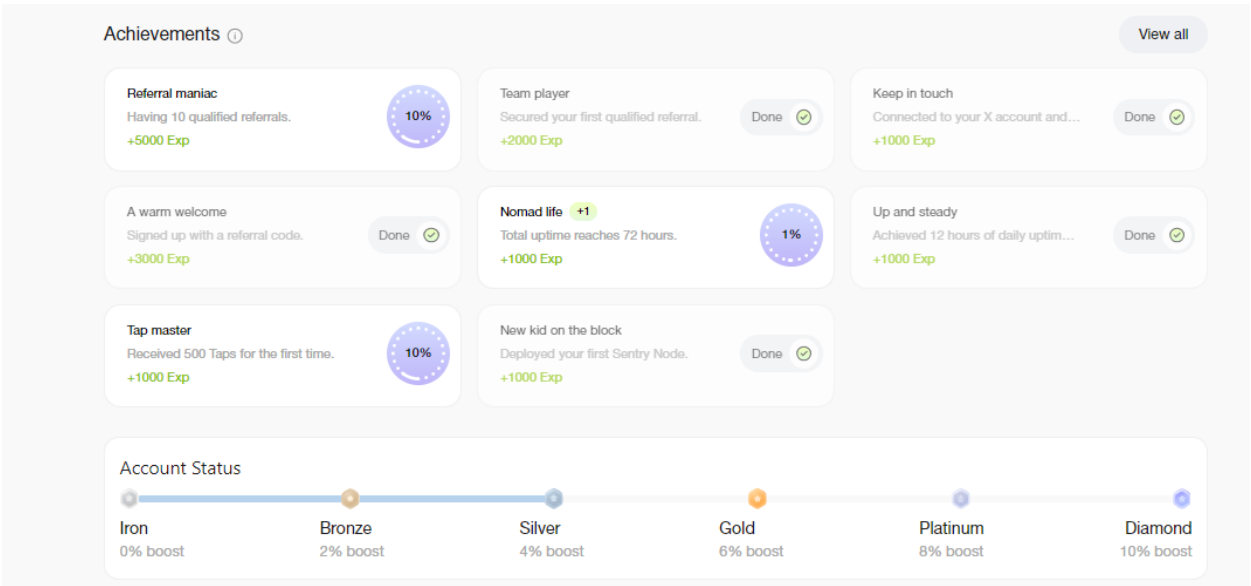 Achievements
View all
Referral maniac
Having 10 qualified referrals.
+5000 Exp
10%
Team player
Secured your first qualified referral.
+2000 Exp
Done
Keep in touch
Connected to your X account and...
+1000 Exp
Done
A warm welcome
Signed up with a referral code.
+3000 Exp
Done
Nomad life +1
Total uptime reaches 72 hours.
+1000 Exp
1%
Up and steady
Achieved 12 hours of daily uptim...
+1000 Exp
Done
Tap master
Received 500 Taps for the first time.
+1000 Exp
10%
New kid on the block
Deployed your first Sentry Node.
+1000 Exp
Done
Account Status
Iron
0% boost
Bronze
2% boost
Silver
4% boost
Gold
6% boost
Platinum
8% boost
Diamond
10% boost